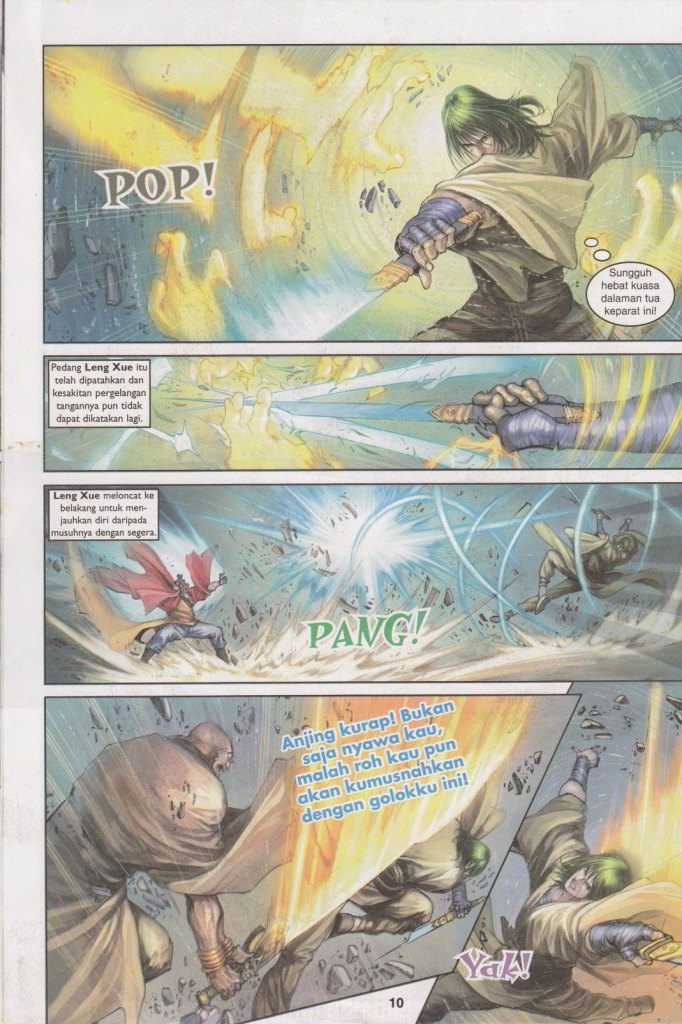 POP!
Sungguh
hebat kuasa
dalaman tua
keparat ini!
Pedang Leng Xue itu
telah dipatahkan dan
kesakitan pergelangan
tangannya pun tidak
dapat dikatakan lagi.
Leng Xue meloncat ke
belakang untuk men-
jauhkan diri daripada
musuhnya dengan segera.
PANG!
Anjing kurap! Bukan
saja nyawa kau,
malah roh kau pun
akan kumusnahkan
dengan golokku ini!
Yak!
10